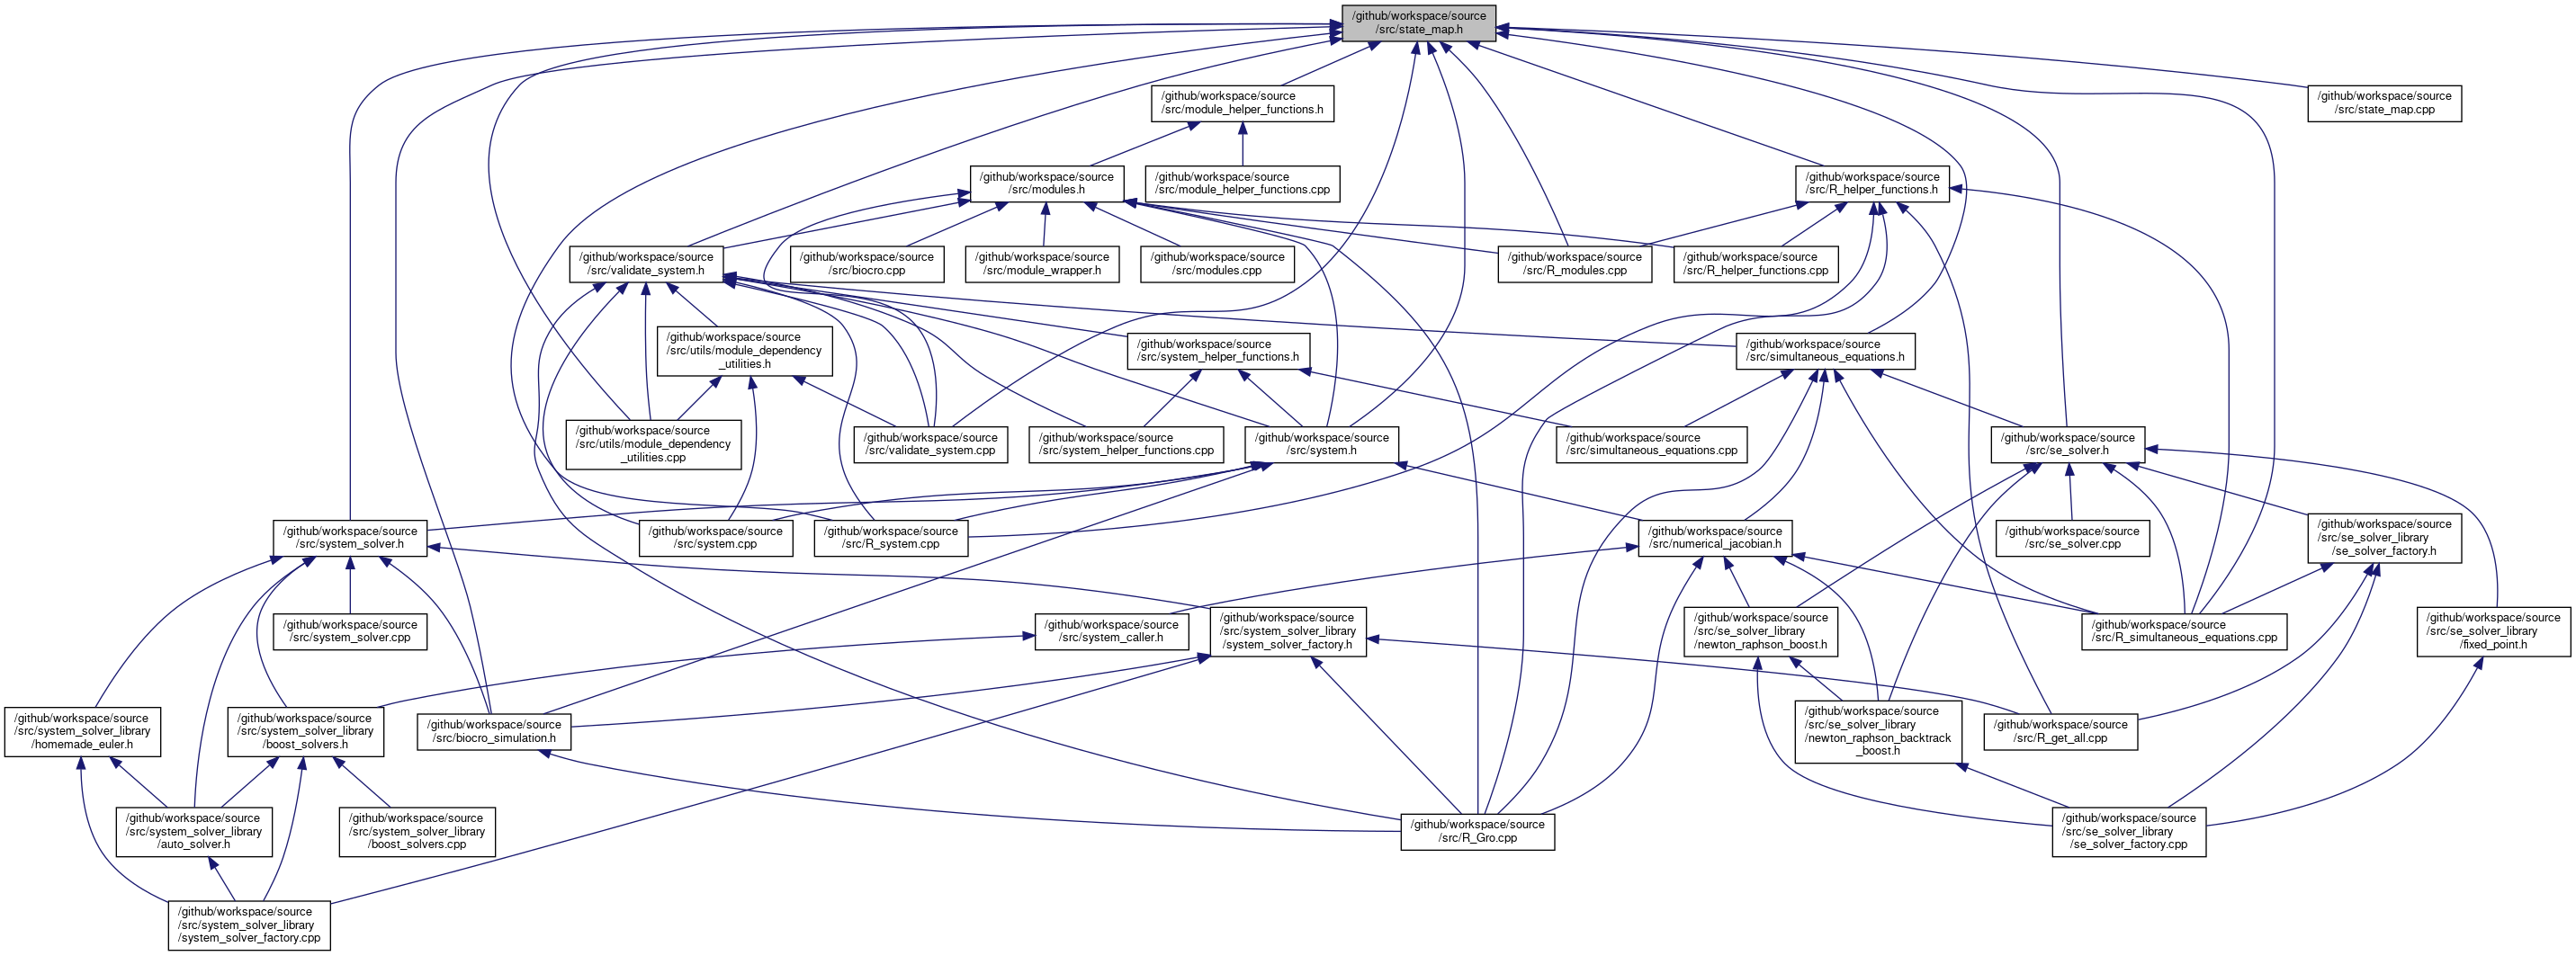 /github/workspace/source
/src/state_map.h
/github/workspace/source
/src/module_helper_functions.h
/github/workspace/source
/src/state_map.cpp
/github/workspace/source
/src/modules.h
/github/workspace/source
/src/module_helper_functions.cpp
/github/workspace/source
/src/R_helper_functions.h
/github/workspace/source
/src/validate_system.h
/github/workspace/source
/src/biocro.cpp
/github/workspace/source
/src/module_wrapper.h
/github/workspace/source
/src/modules.cpp
/github/workspace/source
/src/R_modules.cpp
/github/workspace/source
/src/R_helper_functions.cpp
/github/workspace/source
/src/utils/module_dependency
_utilities.h
/github/workspace/source
/src/system_helper_functions.h
/github/workspace/source
/src/simultaneous_equations.h
/github/workspace/source
/src/utils/module_dependency
_utilities.cpp
/github/workspace/source
/src/validate_system.cpp
/github/workspace/source
/src/system_helper_functions.cpp
/github/workspace/source
/src/system.h
/github/workspace/source
/src/simultaneous_equations.cpp
/github/workspace/source
/src/se_solver.h
/github/workspace/source
/src/system_solver.h
/github/workspace/source
/src/system.cpp
/github/workspace/source
/src/R_system.cpp
/github/workspace/source
/src/numerical_jacobian.h
/github/workspace/source
/src/se_solver.cpp
/github/workspace/source
/src/se_solver_library
/se_solver_factory.h
/github/workspace/source
/src/system_solver.cpp
/github/workspace/source
/src/system_caller.h
/github/workspace/source
/src/system_solver_library
/system_solver_factory.h
/github/workspace/source
/src/se_solver_library
/newton_raphson_boost.h
/github/workspace/source
/src/R_simultaneous_equations.cpp
/github/workspace/source
/src/se_solver_library
/fixed_point.h
/github/workspace/source
/src/system_solver_library
/homemade_euler.h
/github/workspace/source
/src/system_solver_library
/boost_solvers.h
/github/workspace/source
/src/biocro_simulation.h
/github/workspace/source
/src/se_solver_library
/newton_raphson_backtrack
_boost.h
/github/workspace/source
/src/R_get_all.cpp
/github/workspace/source
/src/system_solver_library
/auto_solver.h
/github/workspace/source
/src/system_solver_library
/boost_solvers.cpp
/github/workspace/source
/src/R_Gro.cpp
/github/workspace/source
/src/se_solver_library
/se_solver_factory.cpp
/github/workspace/source
/src/system_solver_library
/system_solver_factory.cpp